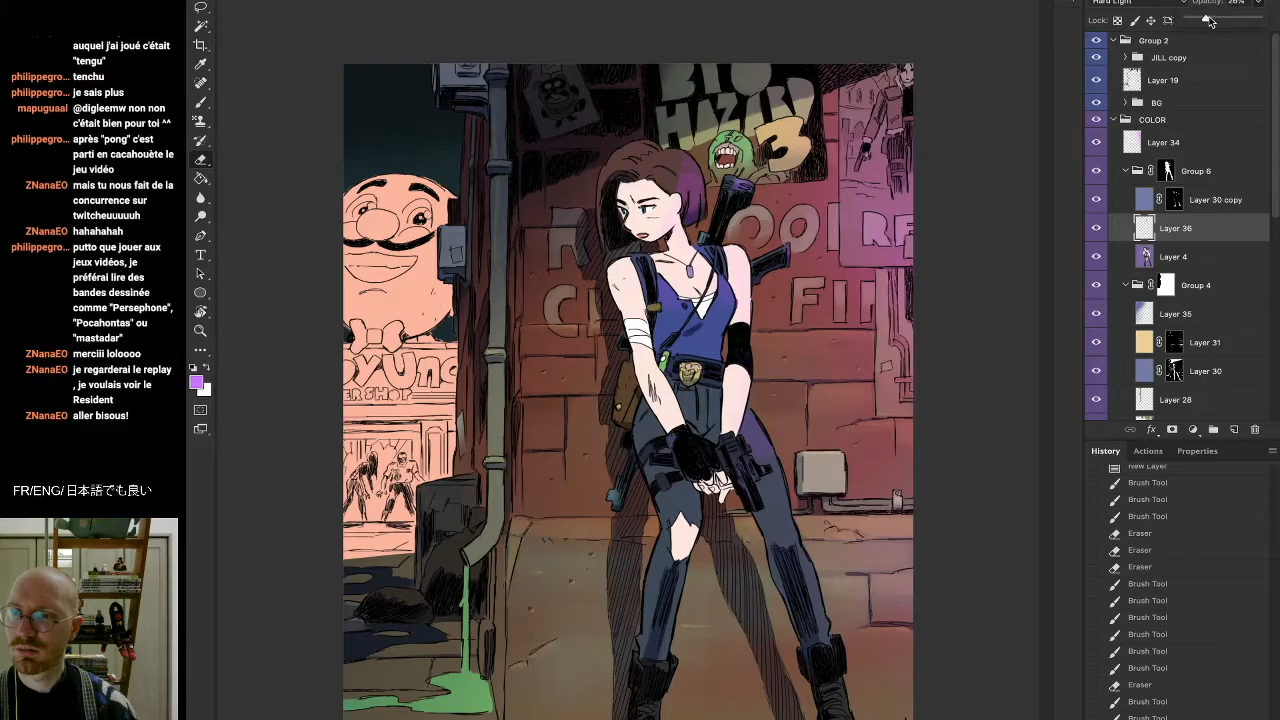 auquel j'ai joué c'était
"tengu"
philippegro... tenchu
philippegro... je sais plus
mapuguaal @digleemw non non
c'était bien pour toi ^^
philippegro... après "pong" c'est
parti en cacahouète le
jeu vidéo
ZNanaEO mais tu nous fait de la
concurrence sur
twitcheuuuuuh
ZNanaEO hahahahah
philippegro... putto que jouer aux
jeux vidéos, je
préférai lire des
bandes dessinée
comme "Persephone",
"Pocahontas" ou
"mastadar"
ZNanaEO merciii loloooo
ZNanaEO je regarderai le replay
, je voulais voir le
Resident
ZNanaEO aller bisous!
FR/ENG/日本語でも良い
BIO
HAZARD
3
Hard Light Opacity: 26%
Lock:
Group 2
JILL copy
Layer 19
BG
COLOR
Layer 34
Group 6
Layer 30 copy
Layer 36
Layer 4
Group 4
Layer 35
Layer 31
Layer 30
Layer 28
fx
History Actions Properties
New Layer
Brush Tool
Brush Tool
Brush Tool
Eraser
Eraser
Eraser
Brush Tool
Brush Tool
Brush Tool
Brush Tool
Brush Tool
Brush Tool
Eraser
Brush Tool
Brush Tool